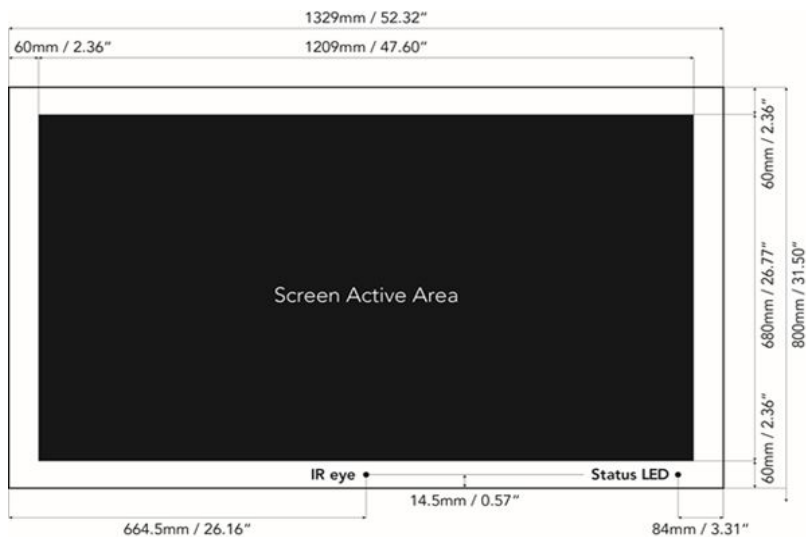 1329mm / 52.32“
60mm / 2.36“
1209mm / 47.60“
60mm / 2.36“
Screen Active Area
680mm / 26.77“
800mm / 31.50“
60mm / 2.36“
IR eye
Status LED
14.5mm / 0.57“
664.5mm / 26.16“
84mm / 3.31“